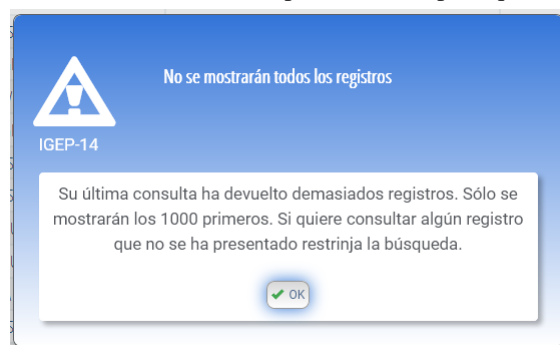 No se mostrarán todos los registros
IGEP-14
Su última consulta ha devuelto demasiados registros. Sólo se
mostrarán los 1000 primeros. Si quiere consultar algún registro
que no se ha presentado restrinja la búsqueda.
OK